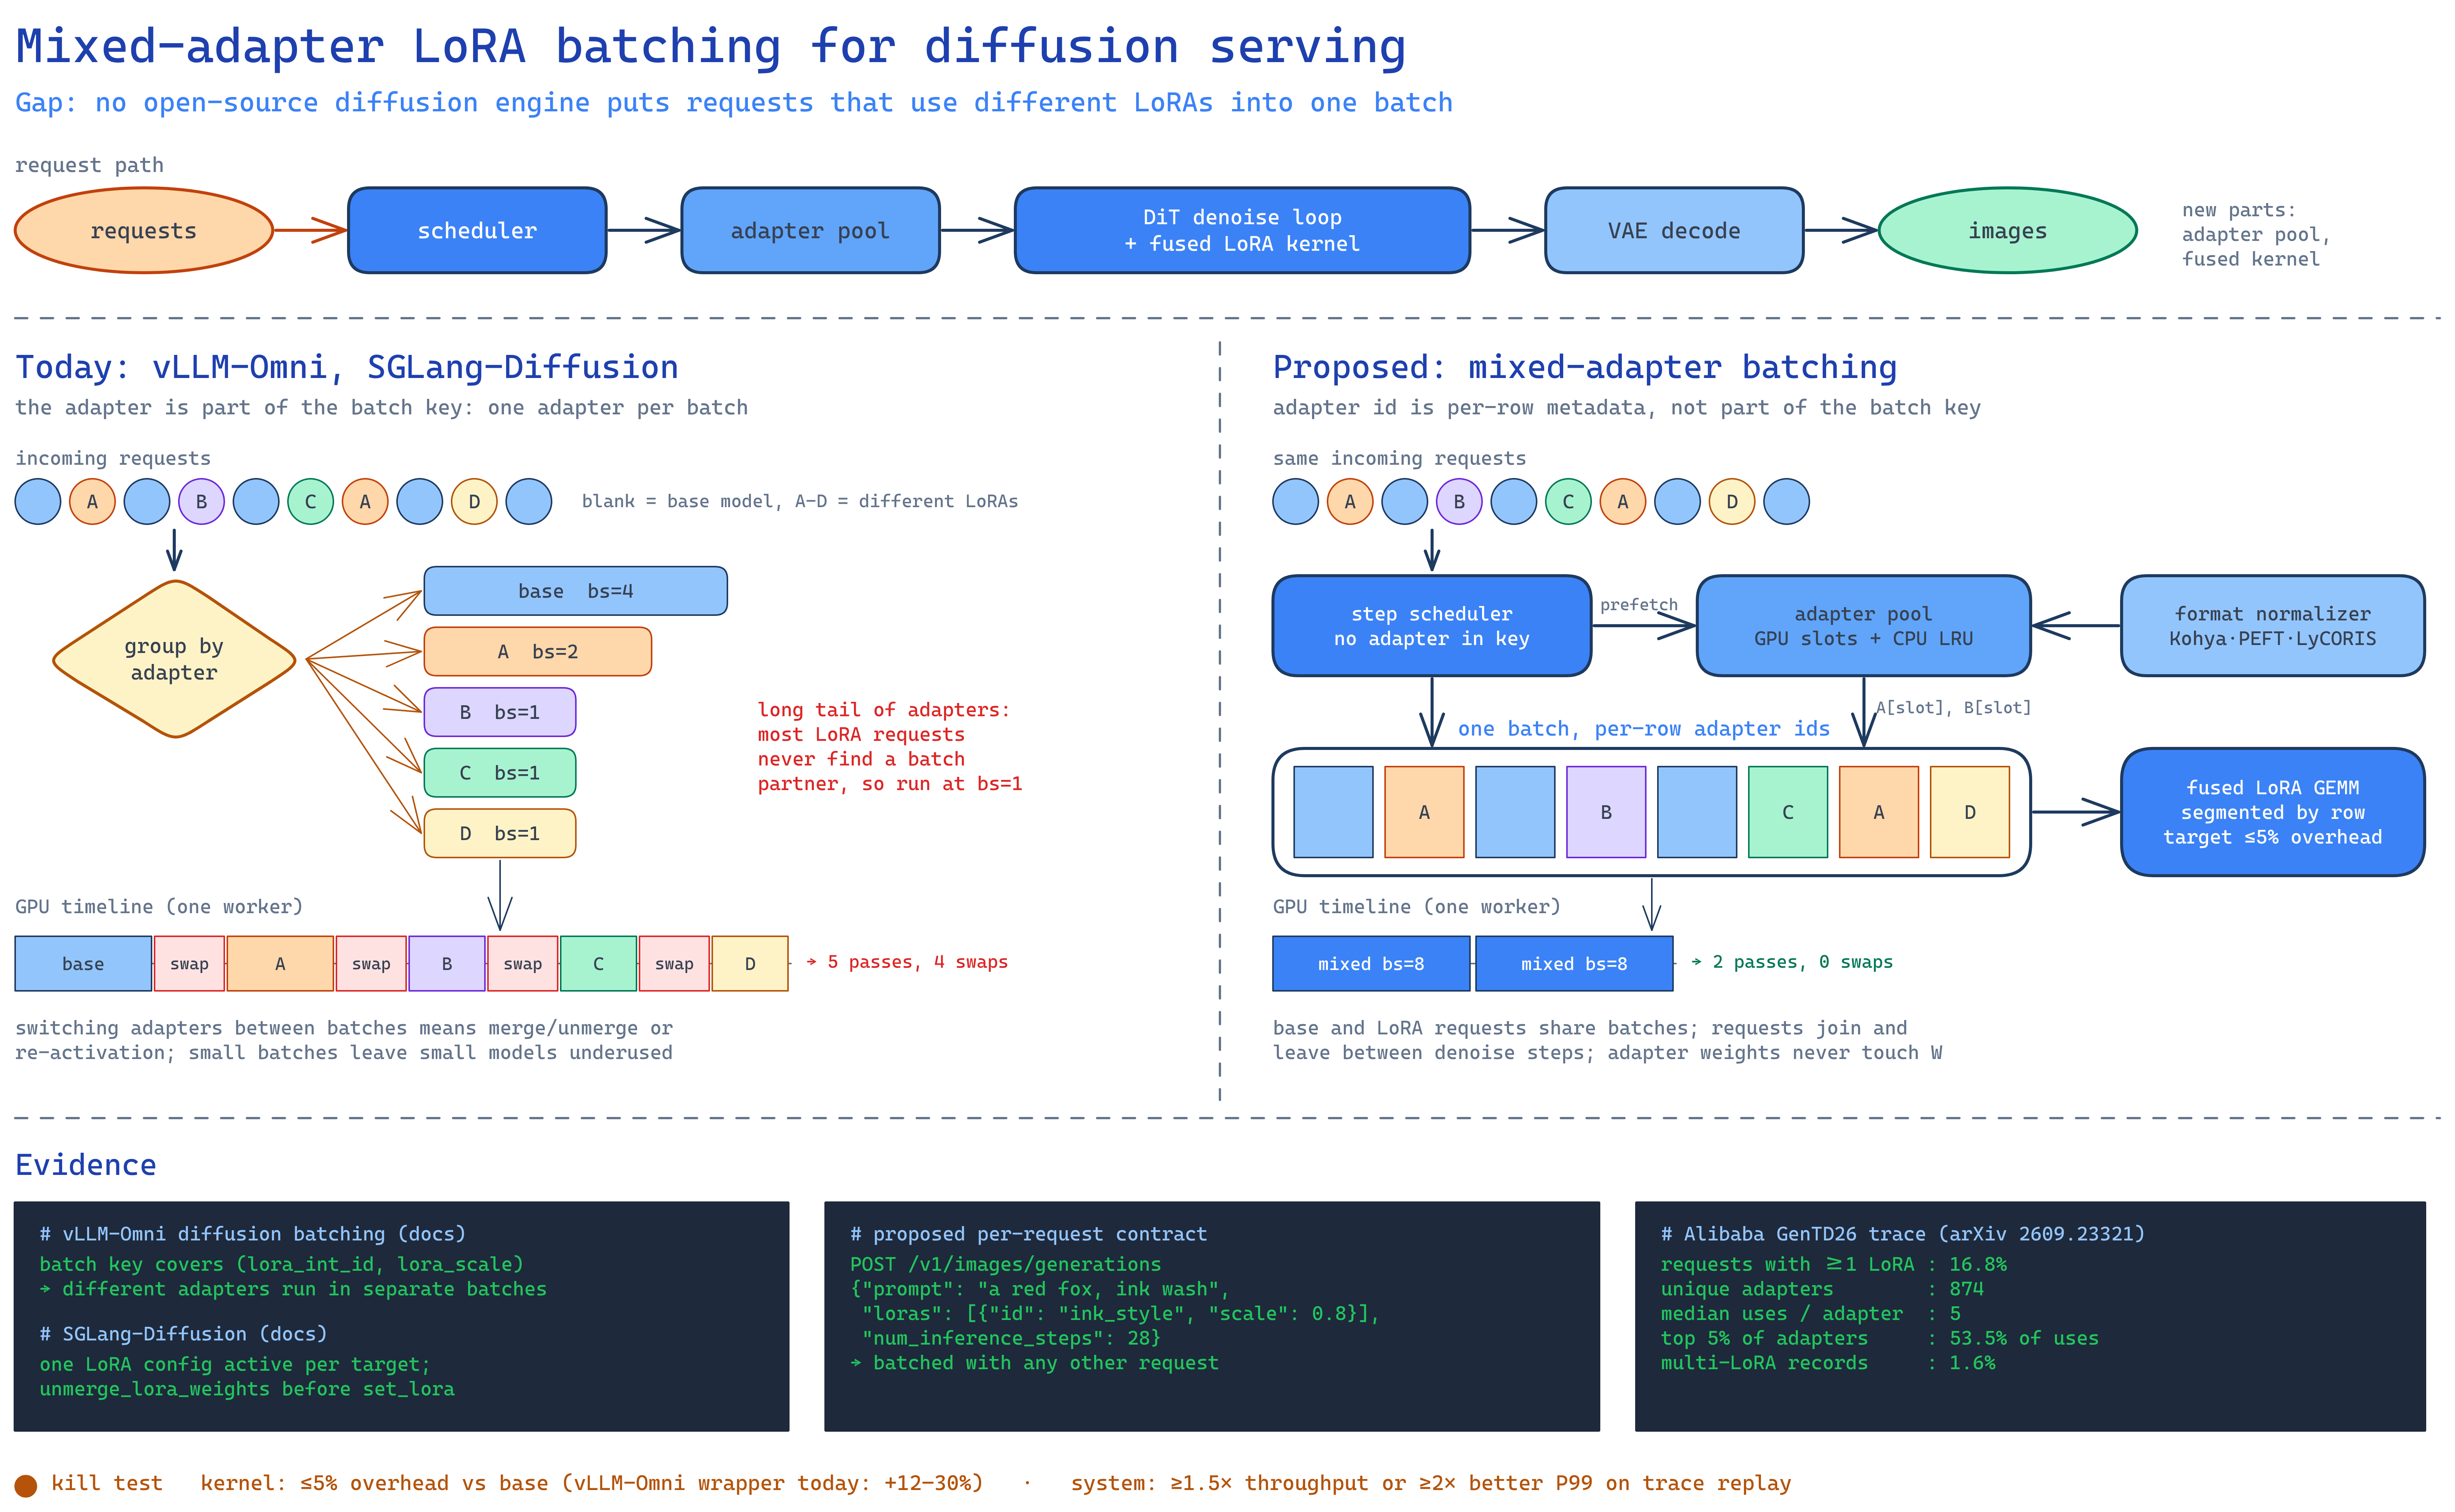 Mixed-adapter LoRA batching for diffusion serving
Gap: no open-source diffusion engine puts requests that use different LoRAs into one batch
request path
requests
scheduler
adapter pool
DiT denoise loop
+ fused LoRA kernel
VAE decode
images
new parts:
adapter pool,
fused kernel
Today: vLLM-Omni, SGLang-Diffusion
the adapter is part of the batch key: one adapter per batch
incoming requests
A B C A D
blank = base model, A-D = different LoRAs
group by
adapter
base bs=4
A bs=2
B bs=1
C bs=1
D bs=1
long tail of adapters:
most LoRA requests
never find a batch
partner, so run at bs=1
GPU timeline (one worker)
base swap A swap B swap C swap D → 5 passes, 4 swaps
switching adapters between batches means merge/unmerge or
re-activation; small batches leave small models underused
Proposed: mixed-adapter batching
adapter id is per-row metadata, not part of the batch key
same incoming requests
A B C A D
step scheduler
no adapter in key
prefetch
adapter pool
GPU slots + CPU LRU
format normalizer
Kohya·PEFT·LyCORIS
A[slot], B[slot]
one batch, per-row adapter ids
A B C A D
fused LoRA GEMM
segmented by row
target ≤5% overhead
GPU timeline (one worker)
mixed bs=8 mixed bs=8 → 2 passes, 0 swaps
base and LoRA requests share batches; requests join and
leave between denoise steps; adapter weights never touch W
Evidence
# vLLM-Omni diffusion batching (docs)
batch key covers (lora_int_id, lora_scale)
→ different adapters run in separate batches
# SGLang-Diffusion (docs)
one LoRA config active per target;
unmerge_lora_weights before set_lora
# proposed per-request contract
POST /v1/images/generations
{"prompt": "a red fox, ink wash",
"loras": [{"id": "ink_style", "scale": 0.8}],
"num_inference_steps": 28}
→ batched with any other request
# Alibaba GenTD26 trace (arXiv 2609.23321)
requests with ≥1 LoRA : 16.8%
unique adapters : 874
median uses / adapter : 5
top 5% of adapters : 53.5% of uses
multi-LoRA records : 1.6%
kill test kernel: ≤5% overhead vs base (vLLM-Omni wrapper today: +12-30%) · system: ≥1.5× throughput or ≥2× better P99 on trace replay